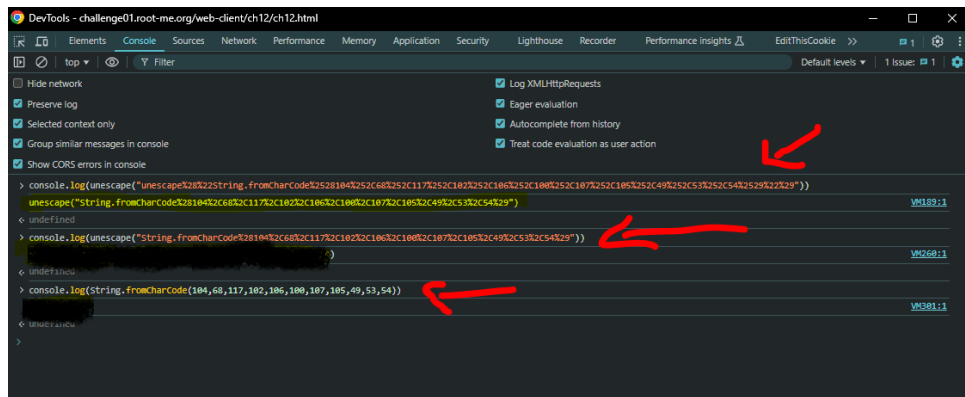 DevTools - challenge01.root-me.org/web-client/ch12/ch12.html
Elements Console Sources Network Performance Memory Application Security Lighthouse Recorder Performance insights EditThisCookie >> 1
top Filter Default levels 1 Issue: 1
Hide network Log XMLHttpRequests
Preserve log Eager evaluation
Selected context only Autocomplete from history
Group similar messages in console Treat code evaluation as user action
Show CORS errors in console
> console.log(unescape("unescape%28%22String.fromCharCode%2528104%252C68%252C117%252C102%252C106%252C100%252C107%252C105%252C49%252C53%252C54%2529%22%29"))
unescape("String.fromCharCode%28104%2C68%2C117%2C102%2C106%2C100%2C107%2C105%2C49%2C53%2C54%29") VM189:1
undefined
> console.log(unescape("String.fromCharCode%28104%2C68%2C117%2C102%2C106%2C100%2C107%2C105%2C49%2C53%2C54%29"))
) VM260:1
undefined
> console.log(String.fromCharCode(104,68,117,102,106,100,107,105,49,53,54))
VM301:1
undefined
>